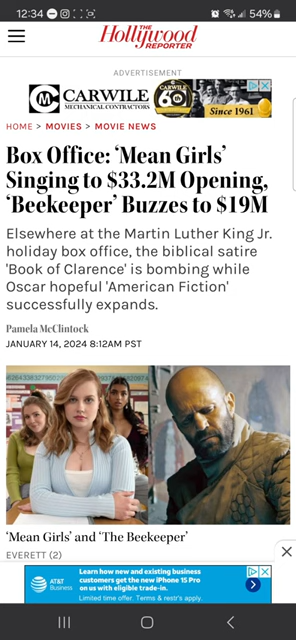 12:34
54%
THE
Hollywood
REPORTER
ADVERTISEMENT
M CARWILE
MECHANICAL CONTRACTORS
CARWILE
60
Since 1961
HOME > MOVIES > MOVIE NEWS
Box Office: ‘Mean Girls’
Singing to $33.2M Opening,
‘Beekeeper’ Buzzes to $19M
Elsewhere at the Martin Luther King Jr.
holiday box office, the biblical satire
'Book of Clarence' is bombing while
Oscar hopeful 'American Fiction'
successfully expands.
Pamela McClintock
JANUARY 14, 2024 8:12AM PST
‘Mean Girls’ and ‘The Beekeeper’
EVERETT (2)
AT&T
Business
Learn how new and existing business
customers get the new iPhone 15 Pro
on us with eligible trade-in.
Limited time offer. Terms & restr's apply.